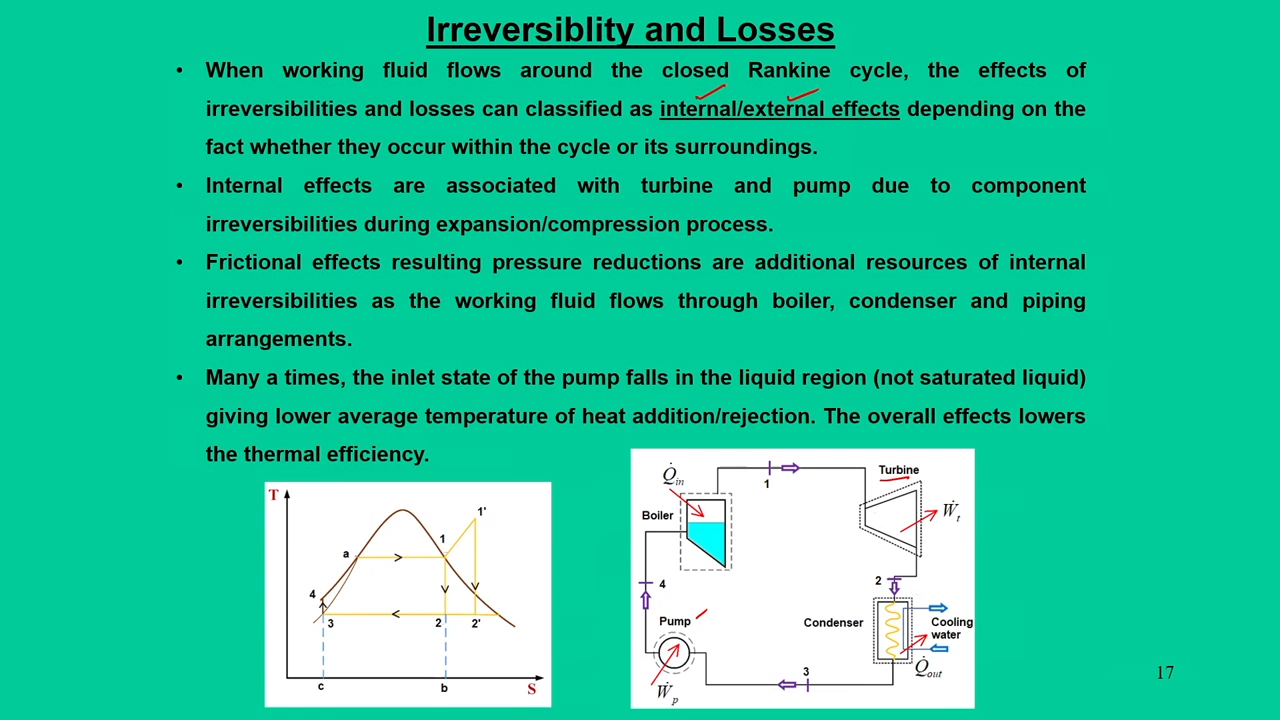 Irreversiblity and Losses
• When working fluid flows around the closed Rankine cycle, the effects of
irreversibilities and losses can classified as internal/external effects depending on the
fact whether they occur within the cycle or its surroundings.
• Internal effects are associated with turbine and pump due to component
irreversibilities during expansion/compression process.
• Frictional effects resulting pressure reductions are additional resources of internal
irreversibilities as the working fluid flows through boiler, condenser and piping
arrangements.
• Many a times, the inlet state of the pump falls in the liquid region (not saturated liquid)
giving lower average temperature of heat addition/rejection. The overall effects lowers
the thermal efficiency.
T
1'
1
a
4
3
2
2'
c
b
S
Q̇in
1
Turbine
Boiler
Ẇt
4
2
Pump
Condenser
Cooling
water
3
Q̇out
Ẇp
17